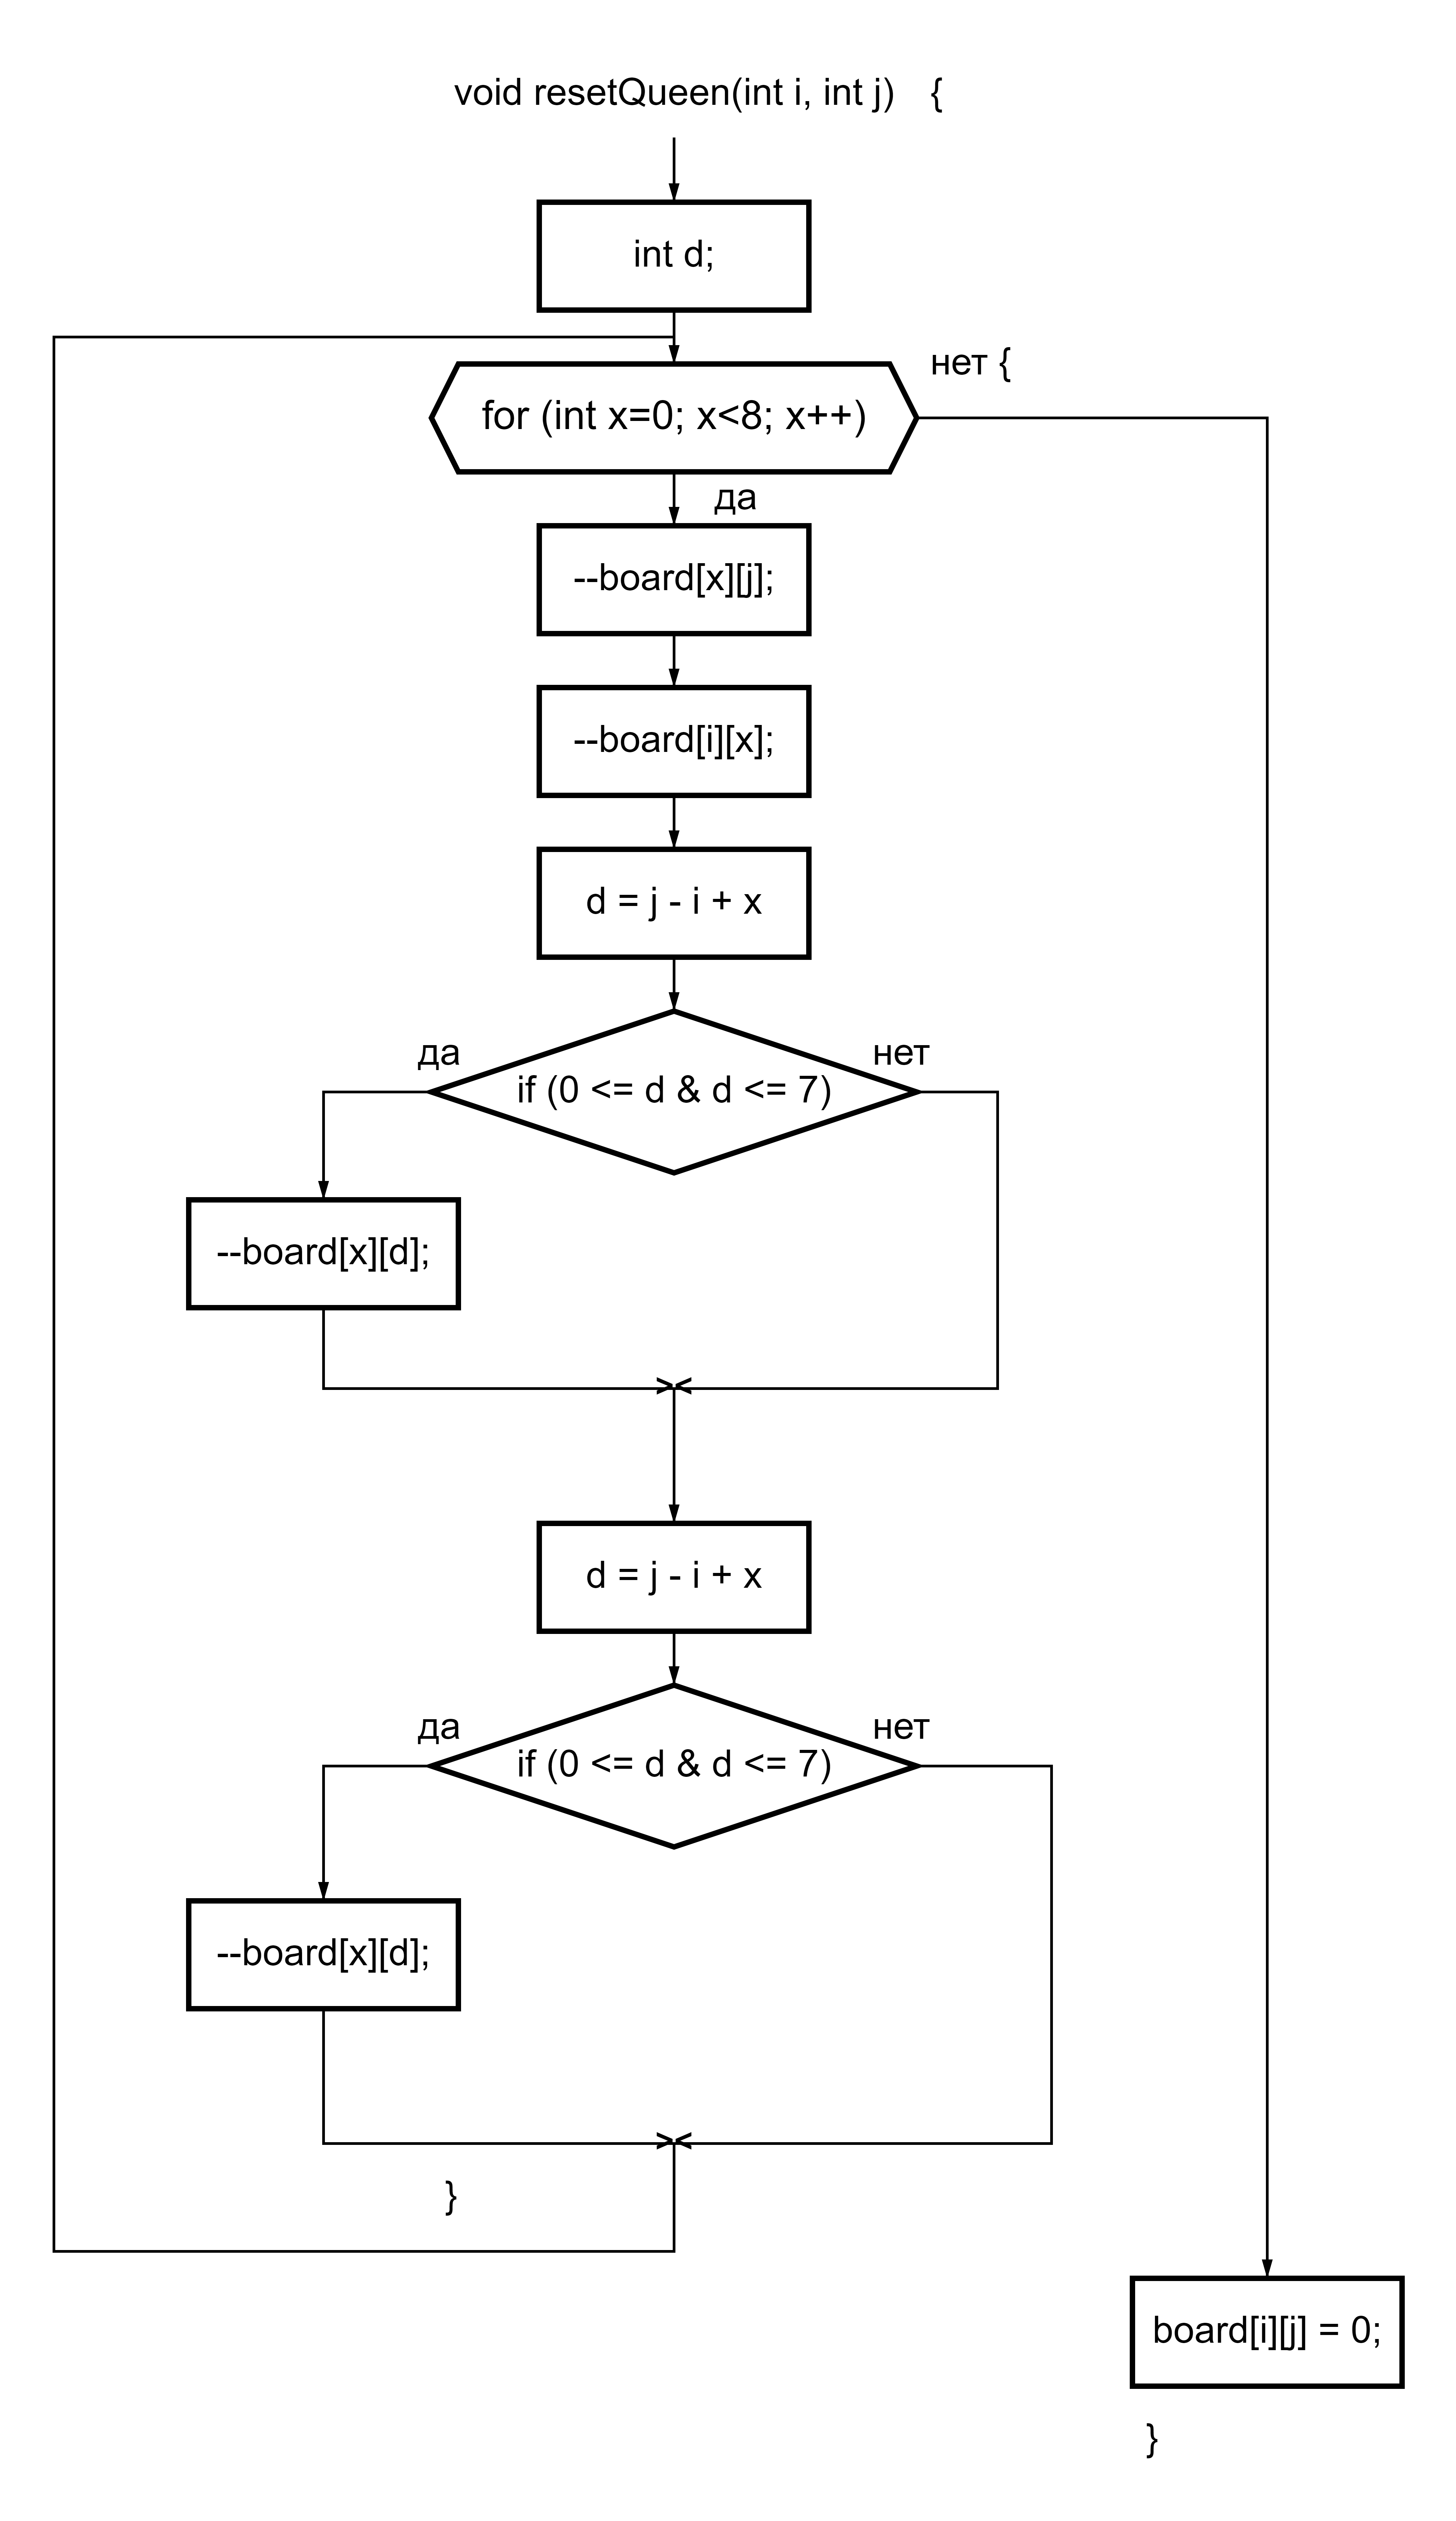 void resetQueen(int i, int j) {
int d;
нет {
for (int x=0; x<8; x++)
да
--board[x][j];
--board[i][x];
d = j - i + x
да
нет
if (0 <= d & d <= 7)
--board[x][d];
><
d = j - i + x
да
нет
if (0 <= d & d <= 7)
--board[x][d];
><
}
board[i][j] = 0;
}